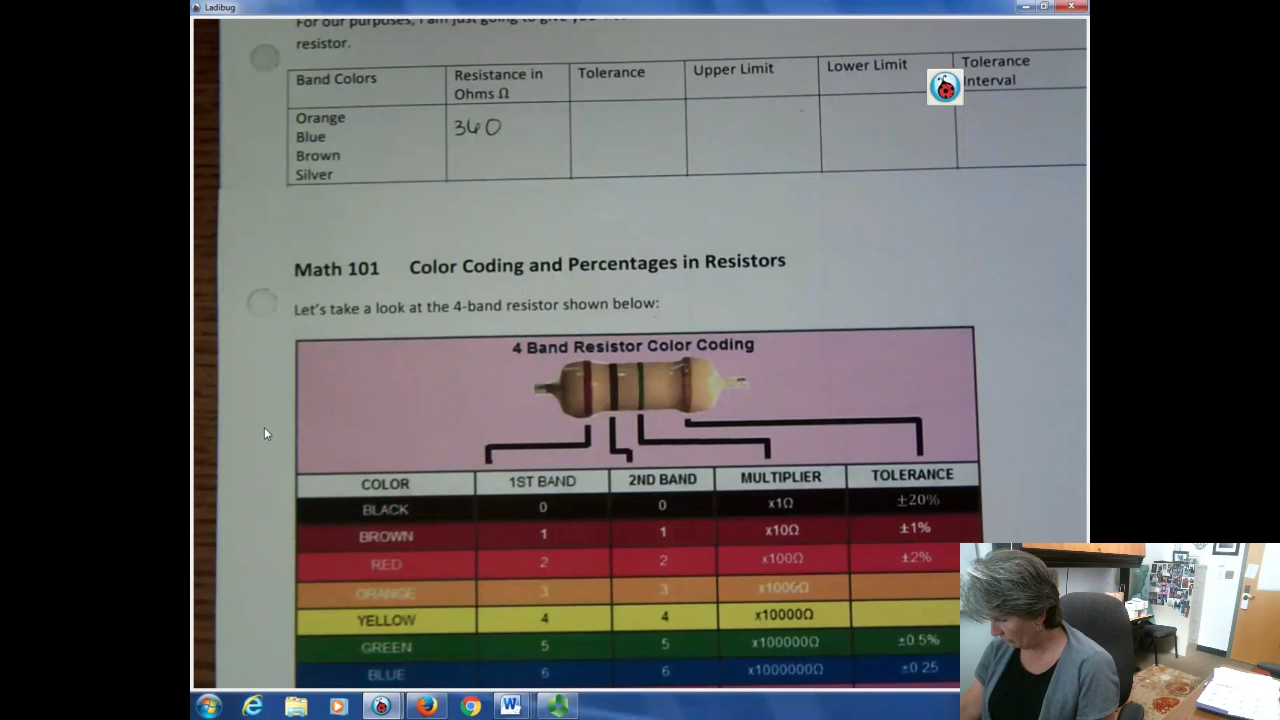 Ladibug
For our purposes, I am just going to give you
resistor.
Band Colors Resistance in Ohms Ω Tolerance Upper Limit Lower Limit Tolerance Interval
Orange
Blue
Brown
Silver
360
Math 101 Color Coding and Percentages in Resistors
Let's take a look at the 4-band resistor shown below:
4 Band Resistor Color Coding
COLOR 1ST BAND 2ND BAND MULTIPLIER TOLERANCE
BLACK 0 0 x1Ω ±20%
BROWN 1 1 x10Ω ±1%
RED 2 2 x100Ω ±2%
ORANGE 3 3 x1000Ω
YELLOW 4 4 x10000Ω
GREEN 5 5 x100000Ω ±0.5%
BLUE 6 6 x1000000Ω ±0.25